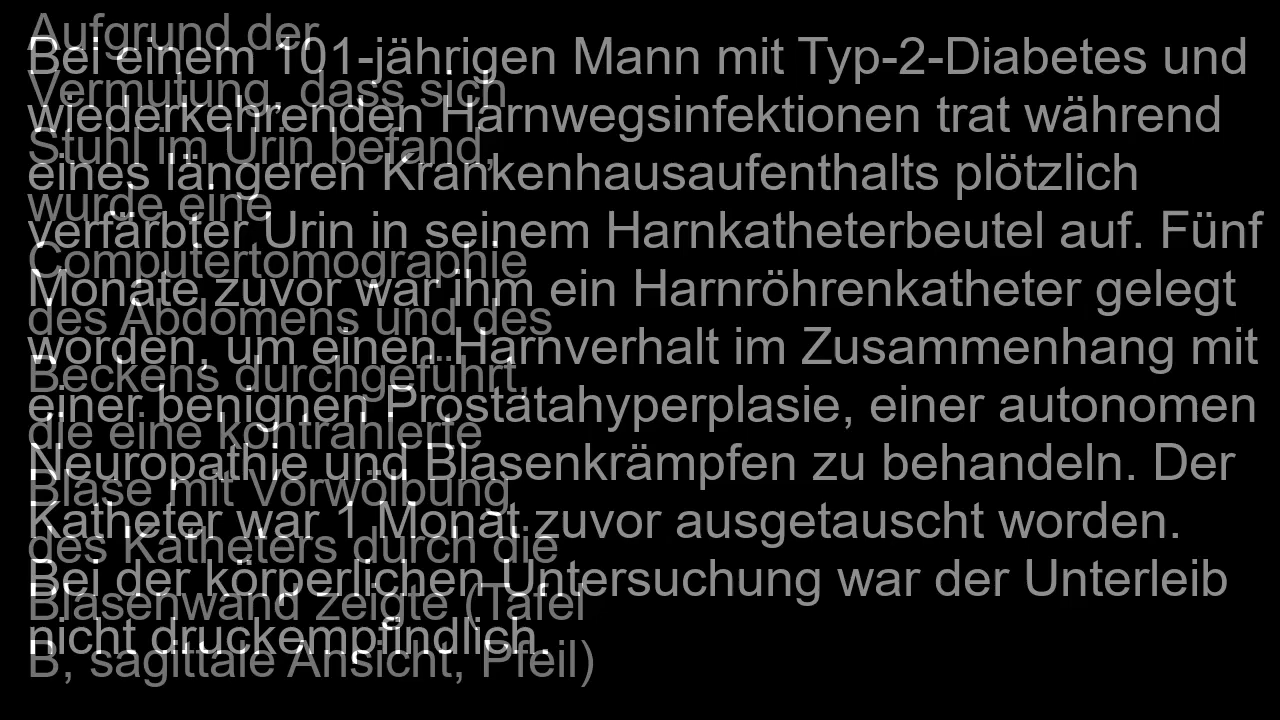 Bei einem 101-jährigen Mann mit Typ-2-Diabetes und
wiederkehrenden Harnwegsinfektionen trat während
eines längeren Krankenhausaufenthalts plötzlich
verfärbter Urin in seinem Harnkatheterbeutel auf. Fünf
Monate zuvor war ihm ein Harnröhrenkatheter gelegt
worden, um einen Harnverhalt im Zusammenhang mit
einer benignen Prostatahyperplasie, einer autonomen
Neuropathie und Blasenkrämpfen zu behandeln. Der
Katheter war 1 Monat zuvor ausgetauscht worden.
Bei der körperlichen Untersuchung war der Unterleib
nicht druckempfindlich.
Aufgrund der
Vermutung, dass sich
Stuhl im Urin befand,
wurde eine
Computertomographie
des Abdomens und des
Beckens durchgeführt,
die eine kontrahierte
Blase mit Vorwölbung
des Katheters durch die
Blasenwand zeigte (Tafel
B, sagittale Ansicht, Pfeil)